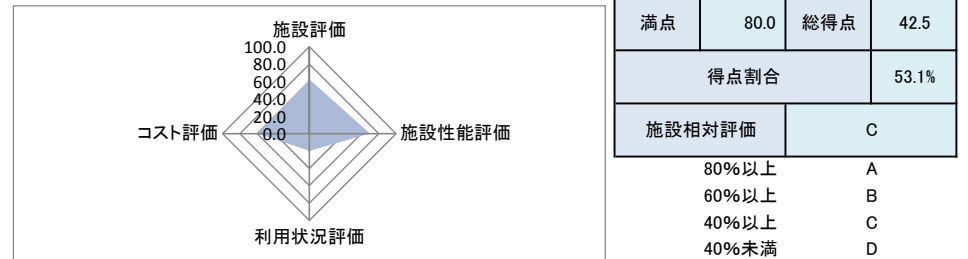 施設評価
100.0
80.0
60.0
40.0
20.0
0.0
コスト評価
施設性能評価
利用状況評価
満点 80.0 総得点 42.5
得点割合 53.1%
施設相対評価 C
80%以上 A
60%以上 B
40%以上 C
40%未満 D